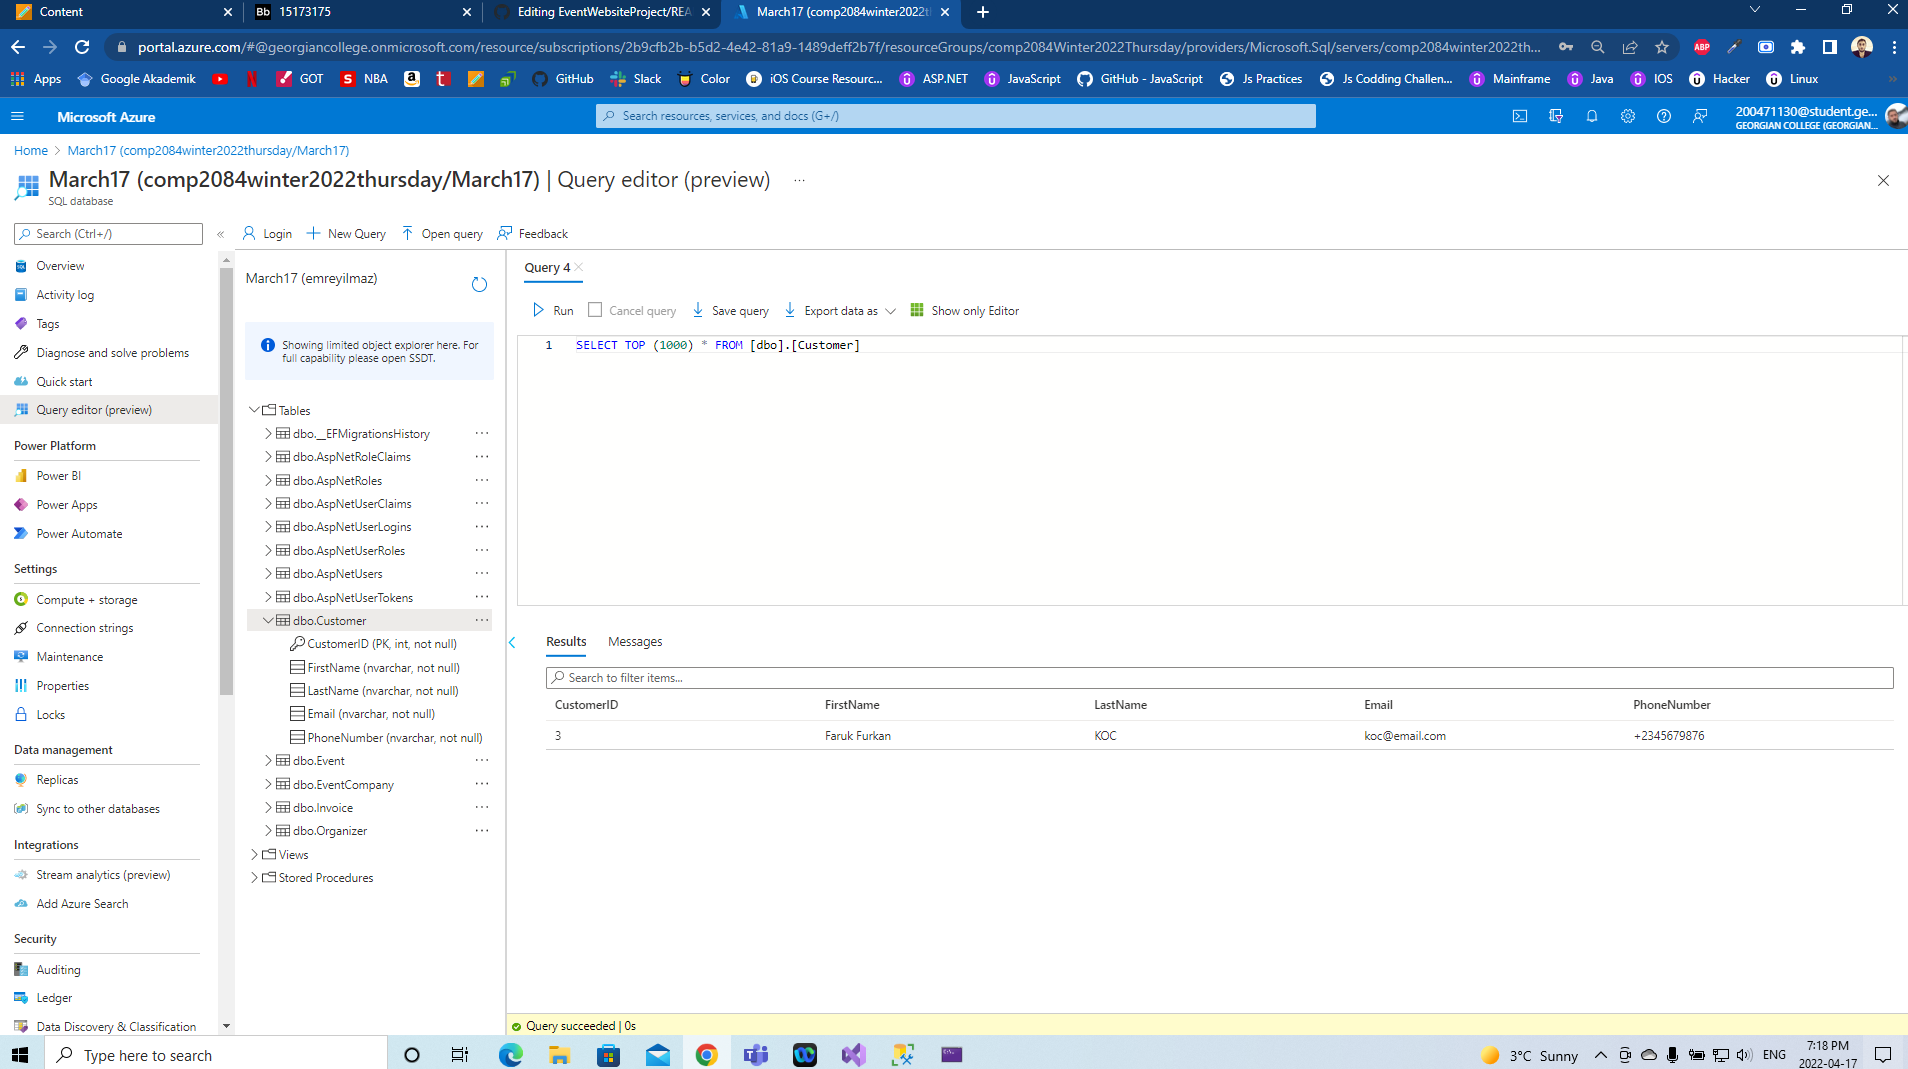 Content
Bb 15173175
Editing EventWebsiteProject/REA
March17 (comp2084winter2022th
portal.azure.com/#@georgiancollege.onmicrosoft.com/resource/subscriptions/2b9cfb2b-b5d2-4e42-81a9-1489deff2b7f/resourceGroups/comp2084Winter2022Thursday/providers/Microsoft.Sql/servers/comp2084winter2022th...
ABP
Apps Google Akademik GOT S NBA a t GitHub Slack Color iOS Course Resourc... ASP.NET JavaScript GitHub - JavaScript Js Practices Js Codding Challen... Mainframe Java IOS Hacker Linux
Microsoft Azure
Search resources, services, and docs (G+/)
200471130@student.ge...
GEORGIAN COLLEGE (GEORGIAN...
Home > March17 (comp2084winter2022thursday/March17)
March17 (comp2084winter2022thursday/March17) | Query editor (preview) ...
SQL database
Search (Ctrl+/)
«
Overview
Activity log
Tags
Diagnose and solve problems
Quick start
Query editor (preview)
Power Platform
Power BI
Power Apps
Power Automate
Settings
Compute + storage
Connection strings
Maintenance
Properties
Locks
Data management
Replicas
Sync to other databases
Integrations
Stream analytics (preview)
Add Azure Search
Security
Auditing
Ledger
Data Discovery & Classification
Login New Query Open query Feedback
March17 (emreyilmaz)
Showing limited object explorer here. For
full capability please open SSDT.
Tables
dbo.__EFMigrationsHistory ...
dbo.AspNetRoleClaims ...
dbo.AspNetRoles ...
dbo.AspNetUserClaims ...
dbo.AspNetUserLogins ...
dbo.AspNetUserRoles ...
dbo.AspNetUsers ...
dbo.AspNetUserTokens ...
dbo.Customer ...
CustomerID (PK, int, not null)
FirstName (nvarchar, not null)
LastName (nvarchar, not null)
Email (nvarchar, not null)
PhoneNumber (nvarchar, not null)
dbo.Event ...
dbo.EventCompany ...
dbo.Invoice ...
dbo.Organizer ...
Views
Stored Procedures
Query 4
Run Cancel query Save query Export data as Show only Editor
1 SELECT TOP (1000) * FROM [dbo].[Customer]
Results Messages
Search to filter items...
CustomerID FirstName LastName Email PhoneNumber
3 Faruk Furkan KOC koc@email.com +2345679876
Query succeeded | 0s
Type here to search
3°C Sunny
ENG
7:18 PM
2022-04-17